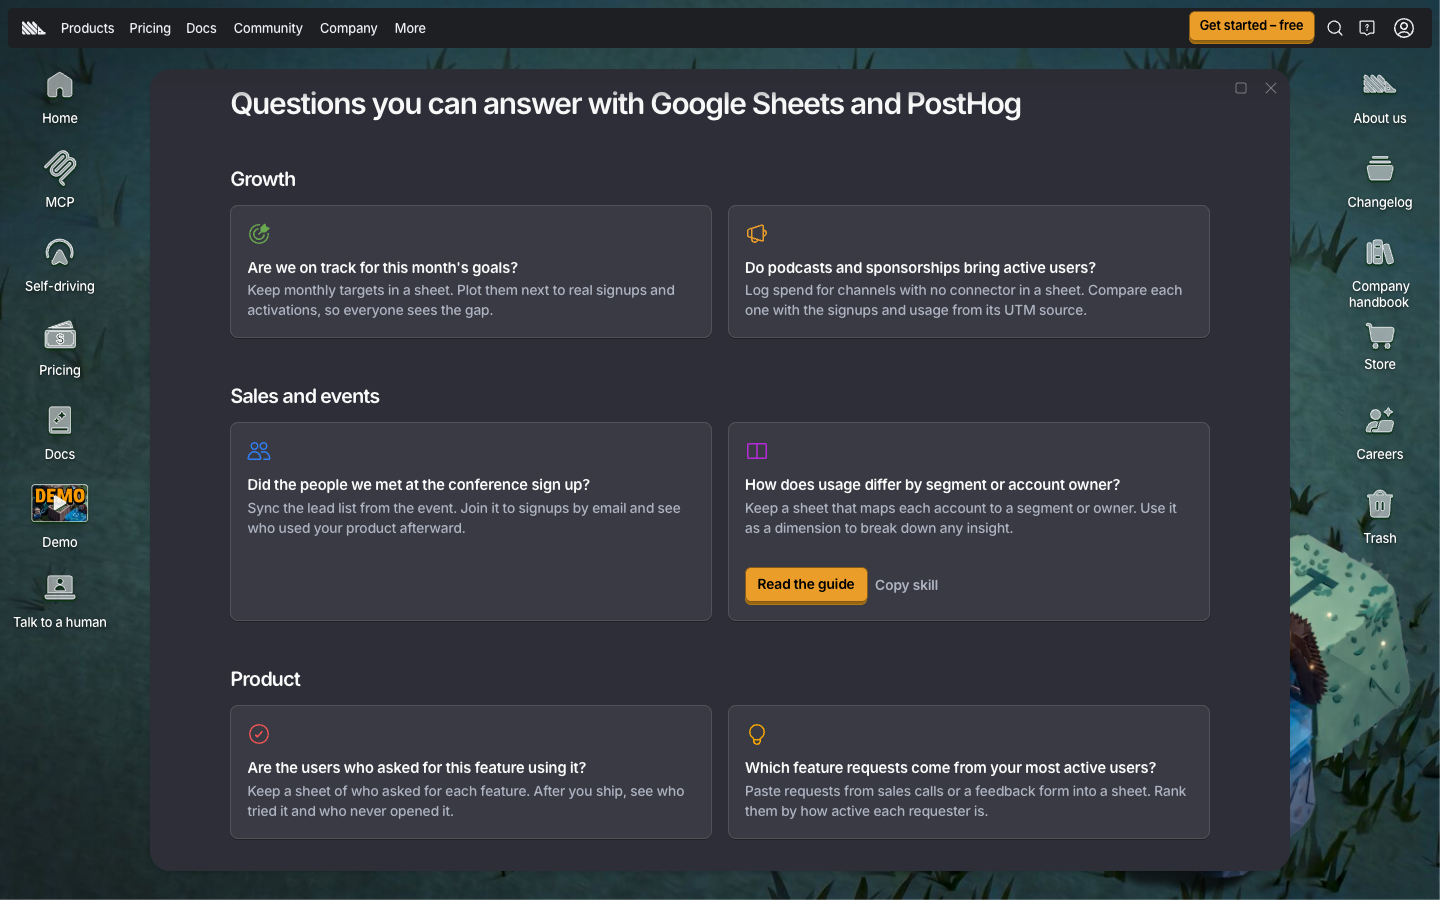 Products Pricing Docs Community Company More
Get started – free
Home
MCP
Self-driving
Pricing
Docs
DEMO
Demo
Talk to a human
Questions you can answer with Google Sheets and PostHog
Growth
Are we on track for this month's goals?
Keep monthly targets in a sheet. Plot them next to real signups and
activations, so everyone sees the gap.
Do podcasts and sponsorships bring active users?
Log spend for channels with no connector in a sheet. Compare each
one with the signups and usage from its UTM source.
Sales and events
Did the people we met at the conference sign up?
Sync the lead list from the event. Join it to signups by email and see
who used your product afterward.
How does usage differ by segment or account owner?
Keep a sheet that maps each account to a segment or owner. Use it
as a dimension to break down any insight.
Read the guide Copy skill
Product
Are the users who asked for this feature using it?
Keep a sheet of who asked for each feature. After you ship, see who
tried it and who never opened it.
Which feature requests come from your most active users?
Paste requests from sales calls or a feedback form into a sheet. Rank
them by how active each requester is.
About us
Changelog
Company
handbook
Store
Careers
Trash